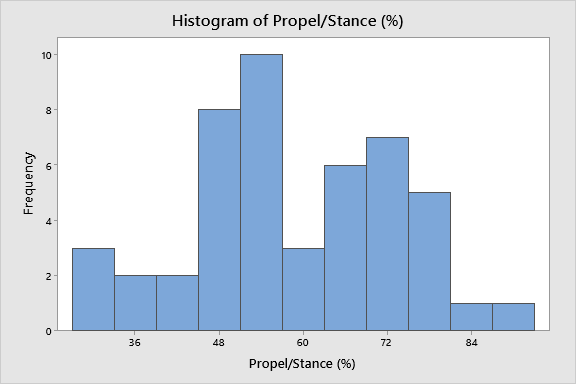 Histogram of Propel/Stance (%)
10
8
6
4
2
0
Frequency
36 48 60 72 84
Propel/Stance (%)